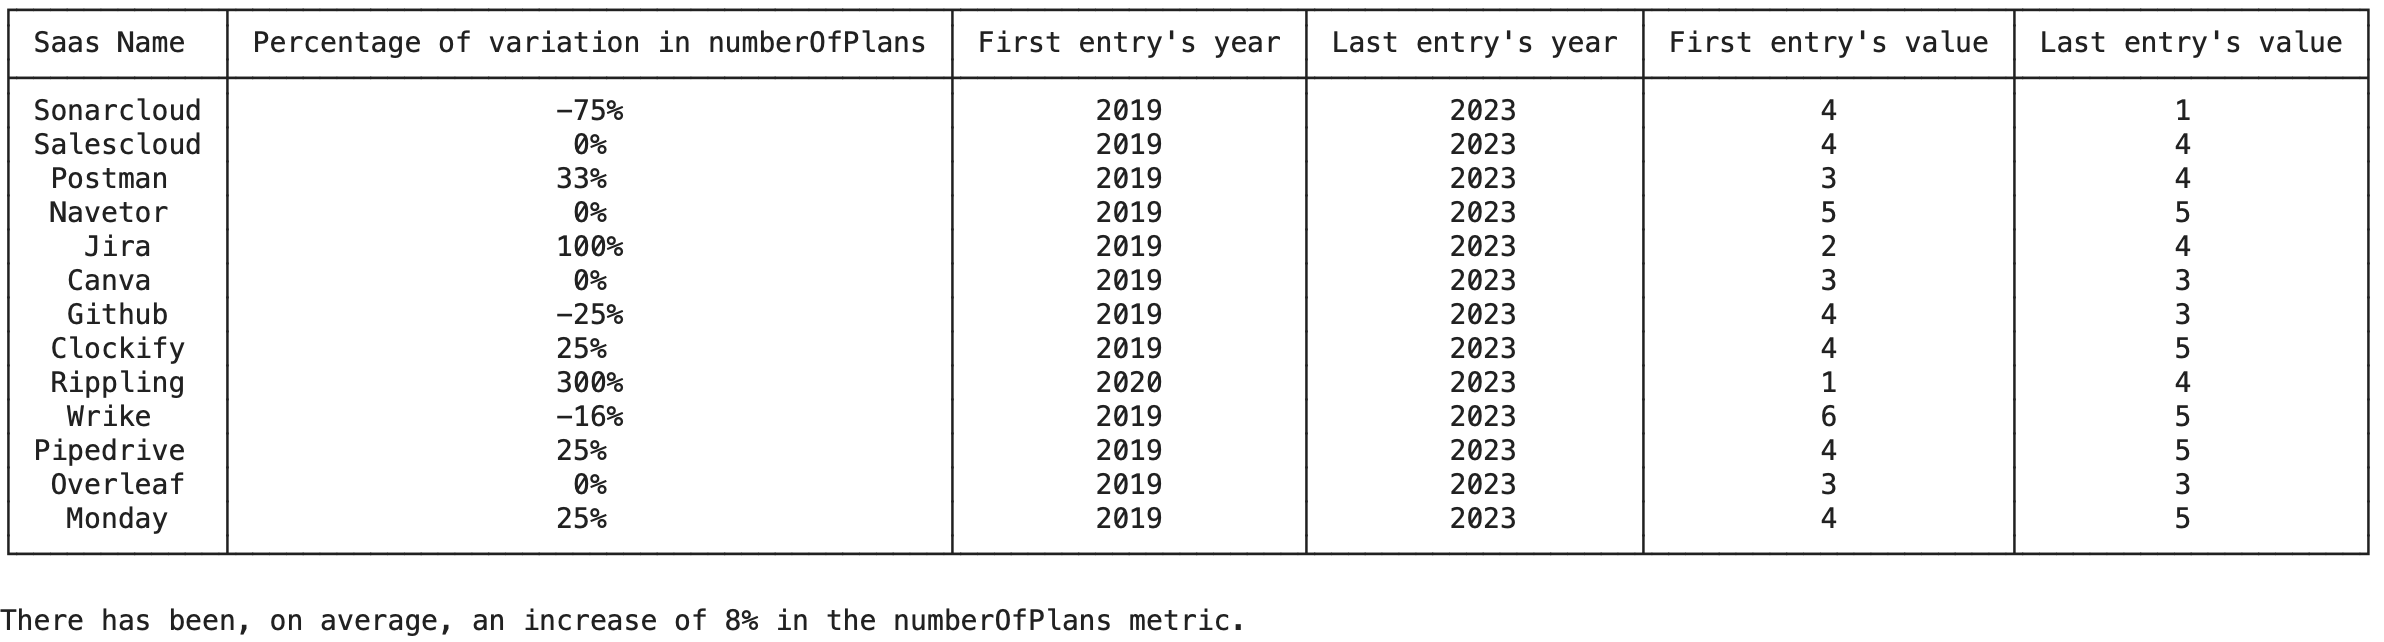 Saas Name Percentage of variation in numberOfPlans First entry's year Last entry's year First entry's value Last entry's value
Sonarcloud −75% 2019 2023 4 1
Salescloud 0% 2019 2023 4 4
Postman 33% 2019 2023 3 4
Navetor 0% 2019 2023 5 5
Jira 100% 2019 2023 2 4
Canva 0% 2019 2023 3 3
Github −25% 2019 2023 4 3
Clockify 25% 2019 2023 4 5
Rippling 300% 2020 2023 1 4
Wrike −16% 2019 2023 6 5
Pipedrive 25% 2019 2023 4 5
Overleaf 0% 2019 2023 3 3
Monday 25% 2019 2023 4 5
There has been, on average, an increase of 8% in the numberOfPlans metric.